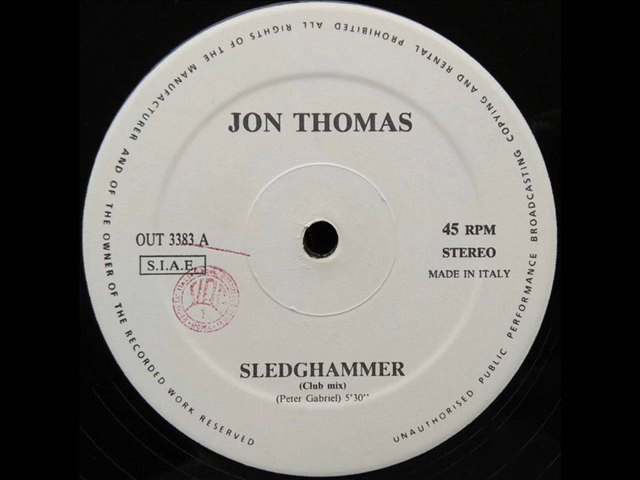 ALL RIGHTS OF THE MANUFACTURER AND OF THE OWNER OF THE RECORDED WORK RESERVED
UNAUTHORISED PUBLIC PERFORMANCE BROADCASTING COPYING AND RENTAL PROHIBITED
JON THOMAS
OUT 3383 A
S.I.A.E.
45 RPM
STEREO
MADE IN ITALY
SLEDGHAMMER
(Club mix)
(Peter Gabriel) 5'30''